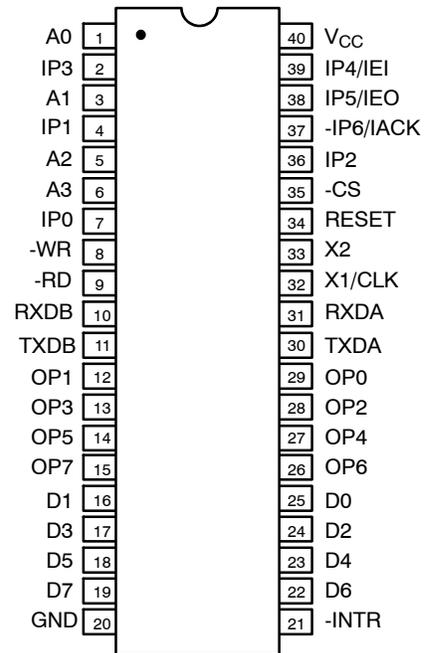 A0 1 40 VCC
IP3 2 39 IP4/IEI
A1 3 38 IP5/IEO
IP1 4 37 -IP6/IACK
A2 5 36 IP2
A3 6 35 -CS
IP0 7 34 RESET
-WR 8 33 X2
-RD 9 32 X1/CLK
RXDB 10 31 RXDA
TXDB 11 30 TXDA
OP1 12 29 OP0
OP3 13 28 OP2
OP5 14 27 OP4
OP7 15 26 OP6
D1 16 25 D0
D3 17 24 D2
D5 18 23 D4
D7 19 22 D6
GND 20 21 -INTR